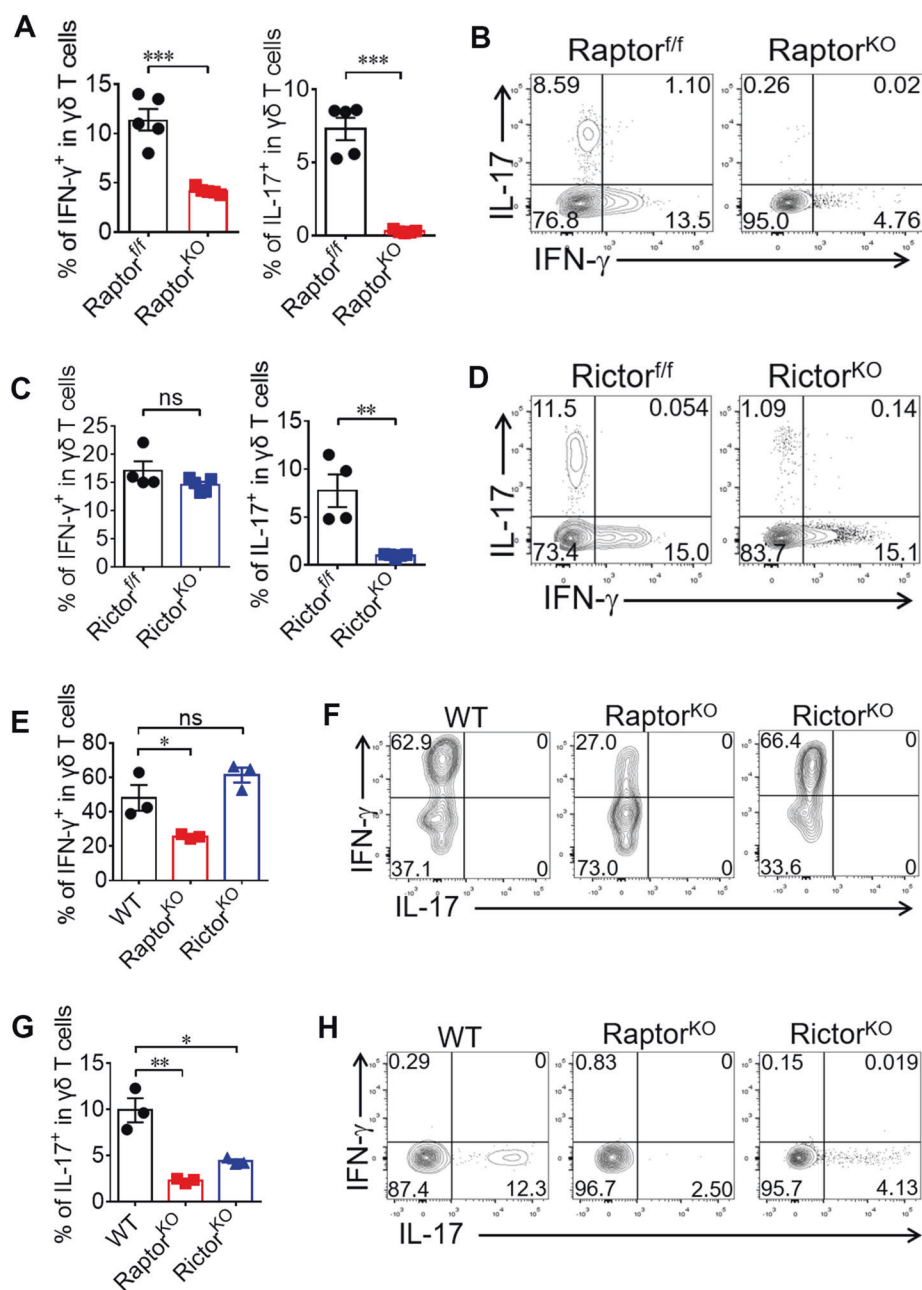 A
% of IFN-γ⁺ in γδ T cells
15
10
5
0
***
Raptorᶠ/ᶠ
Raptorᴷᴼ
% of IL-17⁺ in γδ T cells
10
5
0
***
Raptorᶠ/ᶠ
Raptorᴷᴼ
B
Raptorᶠ/ᶠ
Raptorᴷᴼ
IL-17
8.59
1.10
76.8
13.5
0.26
0.02
95.0
4.76
IFN-γ
C
% of IFN-γ⁺ in γδ T cells
25
20
15
10
5
0
ns
Rictorᶠ/ᶠ
Rictorᴷᴼ
% of IL-17⁺ in γδ T cells
15
10
5
0
**
Rictorᶠ/ᶠ
Rictorᴷᴼ
D
Rictorᶠ/ᶠ
Rictorᴷᴼ
IL-17
11.5
0.054
73.4
15.0
1.09
0.14
83.7
15.1
IFN-γ
E
% of IFN-γ⁺ in γδ T cells
80
60
40
20
0
ns
*
WT
Raptorᴷᴼ
Rictorᴷᴼ
F
WT
Raptorᴷᴼ
Rictorᴷᴼ
IFN-γ
62.9
0
37.1
0
27.0
0
73.0
0
66.4
0
33.6
0
IL-17
G
% of IL-17⁺ in γδ T cells
15
10
5
0
*
**
WT
Raptorᴷᴼ
Rictorᴷᴼ
H
WT
Raptorᴷᴼ
Rictorᴷᴼ
IFN-γ
0.29
0
87.4
12.3
0.83
0
96.7
2.50
0.15
0.019
95.7
4.13
IL-17